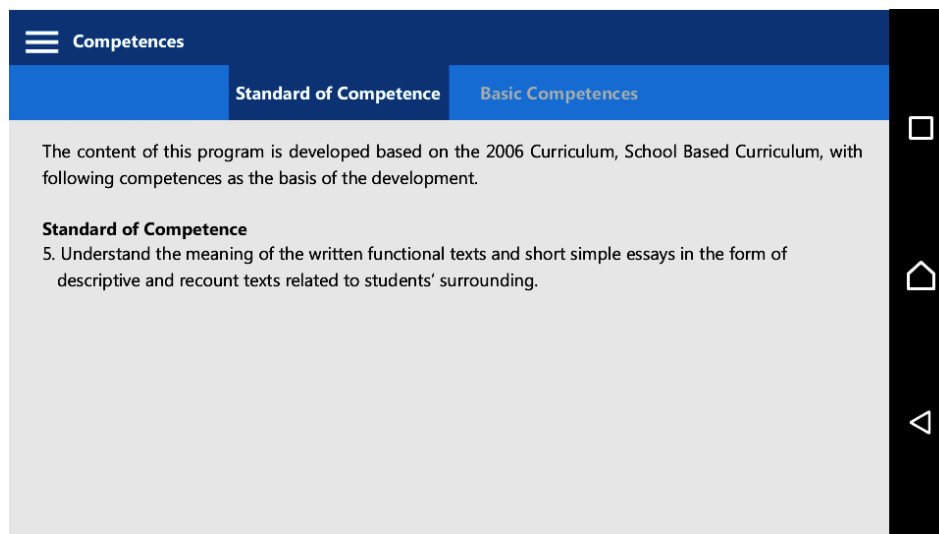 Competences
Standard of Competence
Basic Competences
The content of this program is developed based on the 2006 Curriculum, School Based Curriculum, with
following competences as the basis of the development.
Standard of Competence
5. Understand the meaning of the written functional texts and short simple essays in the form of
descriptive and recount texts related to students’ surrounding.